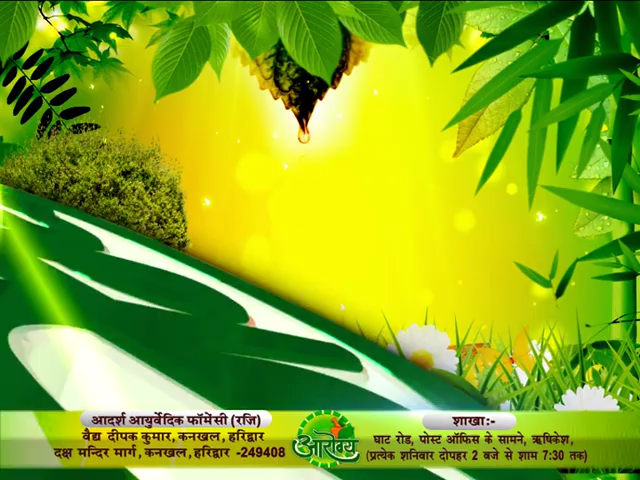 आदर्श आयुर्वेदिक फॉर्मेसी (रजि)
वैद्य दीपक कुमार, कनखल, हरिद्वार
दक्ष मन्दिर मार्ग, कनखल, हरिद्वार -249408
आरोग्य
शाखा:-
घाट रोड, पोस्ट ऑफिस के सामने, ऋषिकेश,
(प्रत्येक शनिवार दोपहर 2 बजे से शाम 7:30 तक)